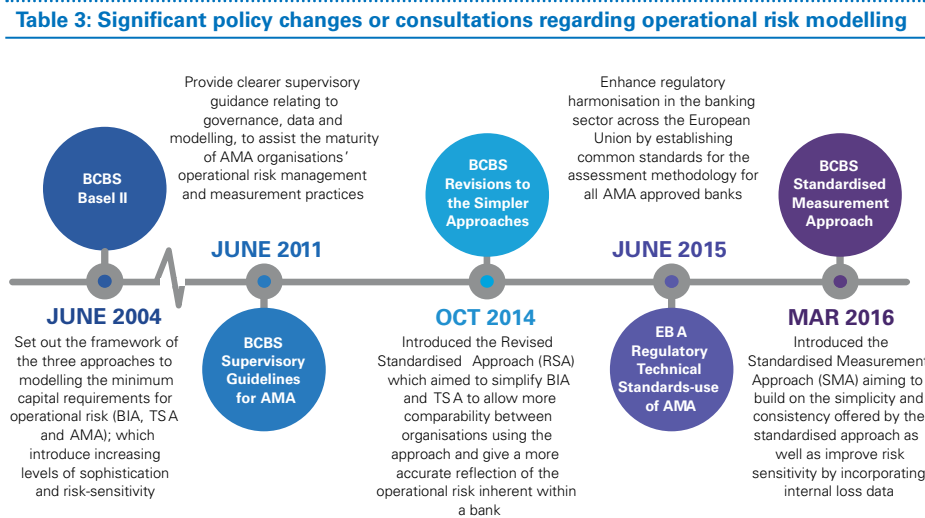 Table 3: Significant policy changes or consultations regarding operational risk modelling
BCBS
Basel II
JUNE 2004
Set out the framework of
the three approaches to
modelling the minimum
capital requirements for
operational risk (BIA, TSA
and AMA); which
introduce increasing
levels of sophistication
and risk-sensitivity
Provide clearer supervisory
guidance relating to
governance, data and
modelling, to assist the maturity
of AMA organisations'
operational risk management
and measurement practices
JUNE 2011
BCBS
Supervisory
Guidelines
for AMA
BCBS
Revisions to
the Simpler
Approaches
OCT 2014
Introduced the Revised
Standardised Approach (RSA)
which aimed to simplify BIA
and TSA to allow more
comparability between
organisations using the
approach and give a more
accurate reflection of the
operational risk inherent within
a bank
Enhance regulatory
harmonisation in the banking
sector across the European
Union by establishing
common standards for the
assessment methodology for
all AMA approved banks
JUNE 2015
EBA
Regulatory
Technical
Standards-use
of AMA
BCBS
Standardised
Measurement
Approach
MAR 2016
Introduced the
Standardised Measurement
Approach (SMA) aiming to
build on the simplicity and
consistency offered by the
standardised approach as
well as improve risk
sensitivity by incorporating
internal loss data